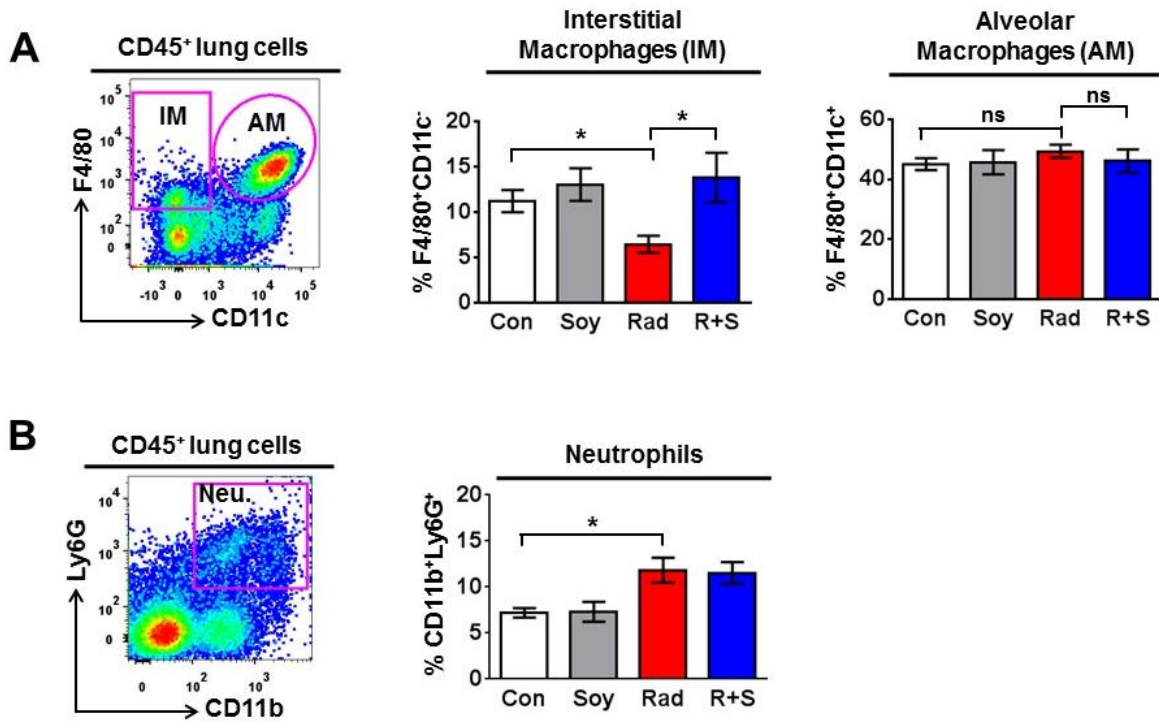 A
CD45⁺ lung cells
IM
AM
F4/80
10⁵
10⁴
10³
10²
0
-10³ 0 10³ 10⁴ 10⁵
CD11c
Interstitial
Macrophages (IM)
% F4/80⁺CD11c⁻
20
15
10
5
0
*
*
Con Soy Rad R+S
Alveolar
Macrophages (AM)
% F4/80⁺CD11c⁺
60
40
20
0
ns
ns
Con Soy Rad R+S
B
CD45⁺ lung cells
Neu.
Ly6G
10⁴
10³
10²
0
0 10² 10³
CD11b
Neutrophils
% CD11b⁺Ly6G⁺
20
15
10
5
0
*
Con Soy Rad R+S